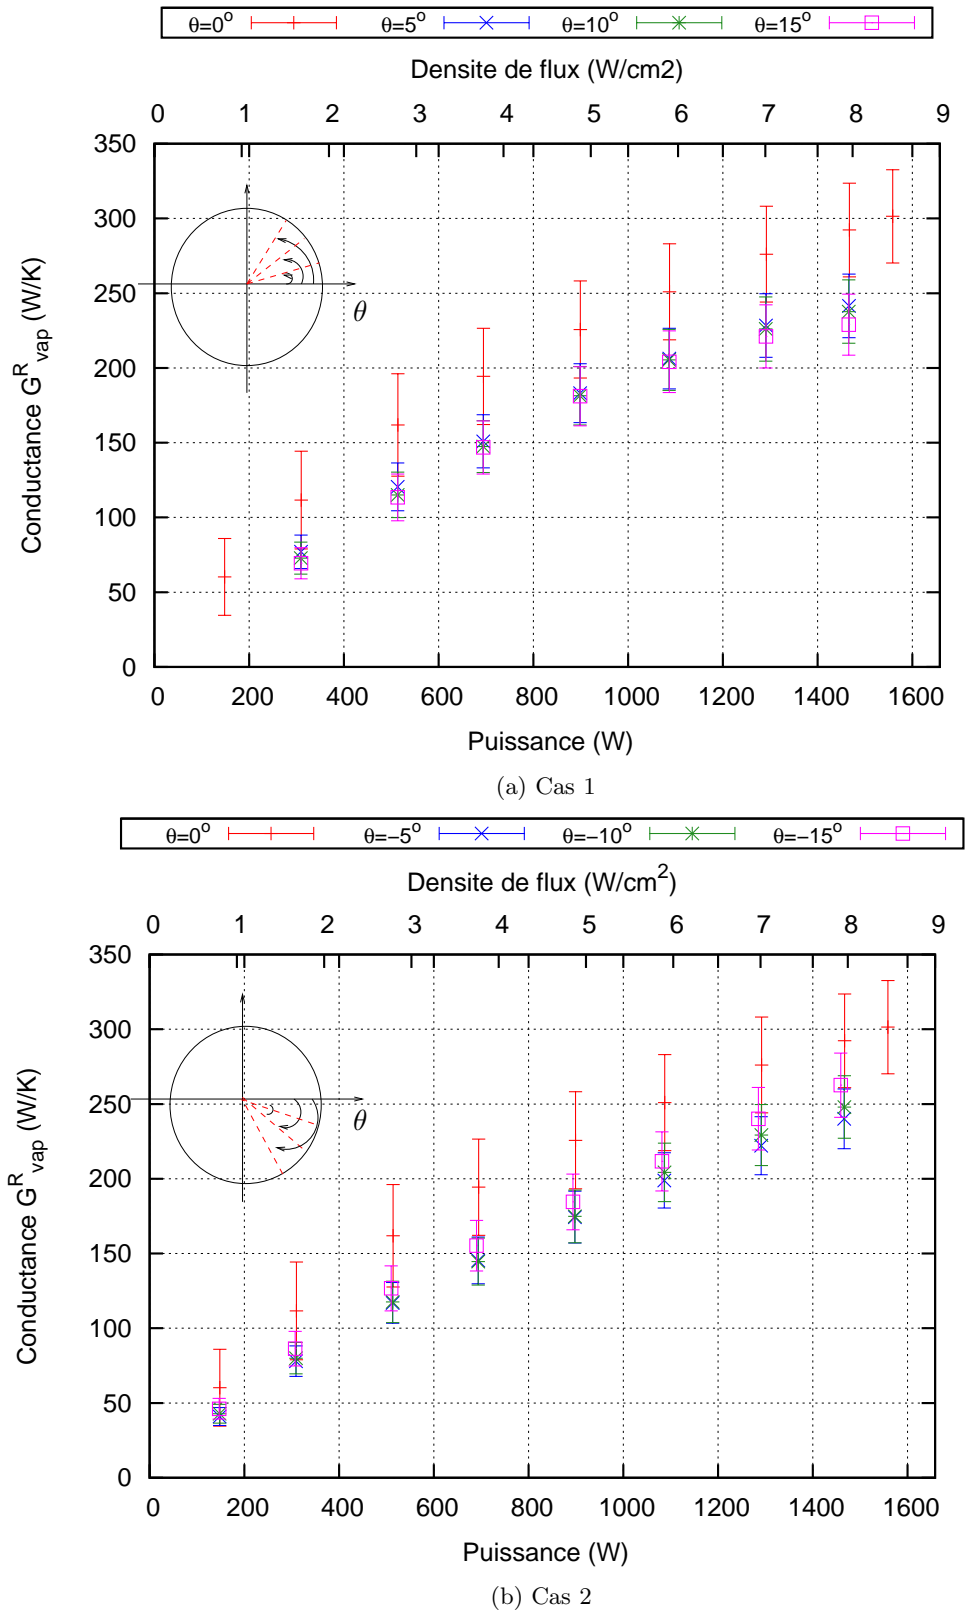 θ=0° θ=5° θ=10° θ=15°
Densite de flux (W/cm2)
0 1 2 3 4 5 6 7 8 9
350
300
250
200
150
100
50
0
Conductance G^R_vap (W/K)
θ
0 200 400 600 800 1000 1200 1400 1600
Puissance (W)
(a) Cas 1
θ=0° θ=−5° θ=−10° θ=−15°
Densite de flux (W/cm²)
0 1 2 3 4 5 6 7 8 9
350
300
250
200
150
100
50
0
Conductance G^R_vap (W/K)
θ
0 200 400 600 800 1000 1200 1400 1600
Puissance (W)
(b) Cas 2